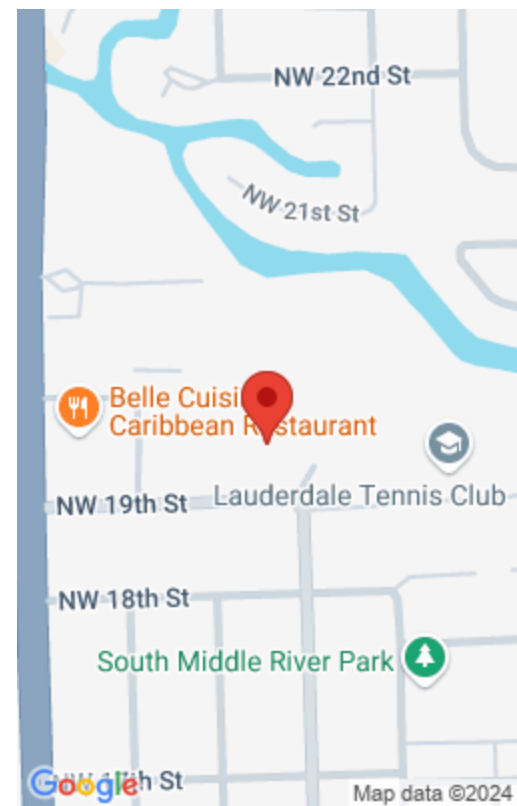 NW 22nd St
NW 21st St
Belle Cuisi
Caribbean R staurant
Lauderdale Tennis Club
NW 19th St
NW 18th St
South Middle River Park
Google
h St
Map data ©2024